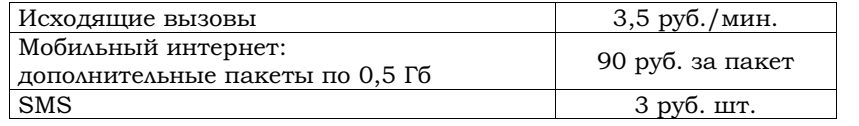 Исходящие вызовы 3,5 руб./мин.
Мобильный интернет:
дополнительные пакеты по 0,5 Гб 90 руб. за пакет
SMS 3 руб. шт.